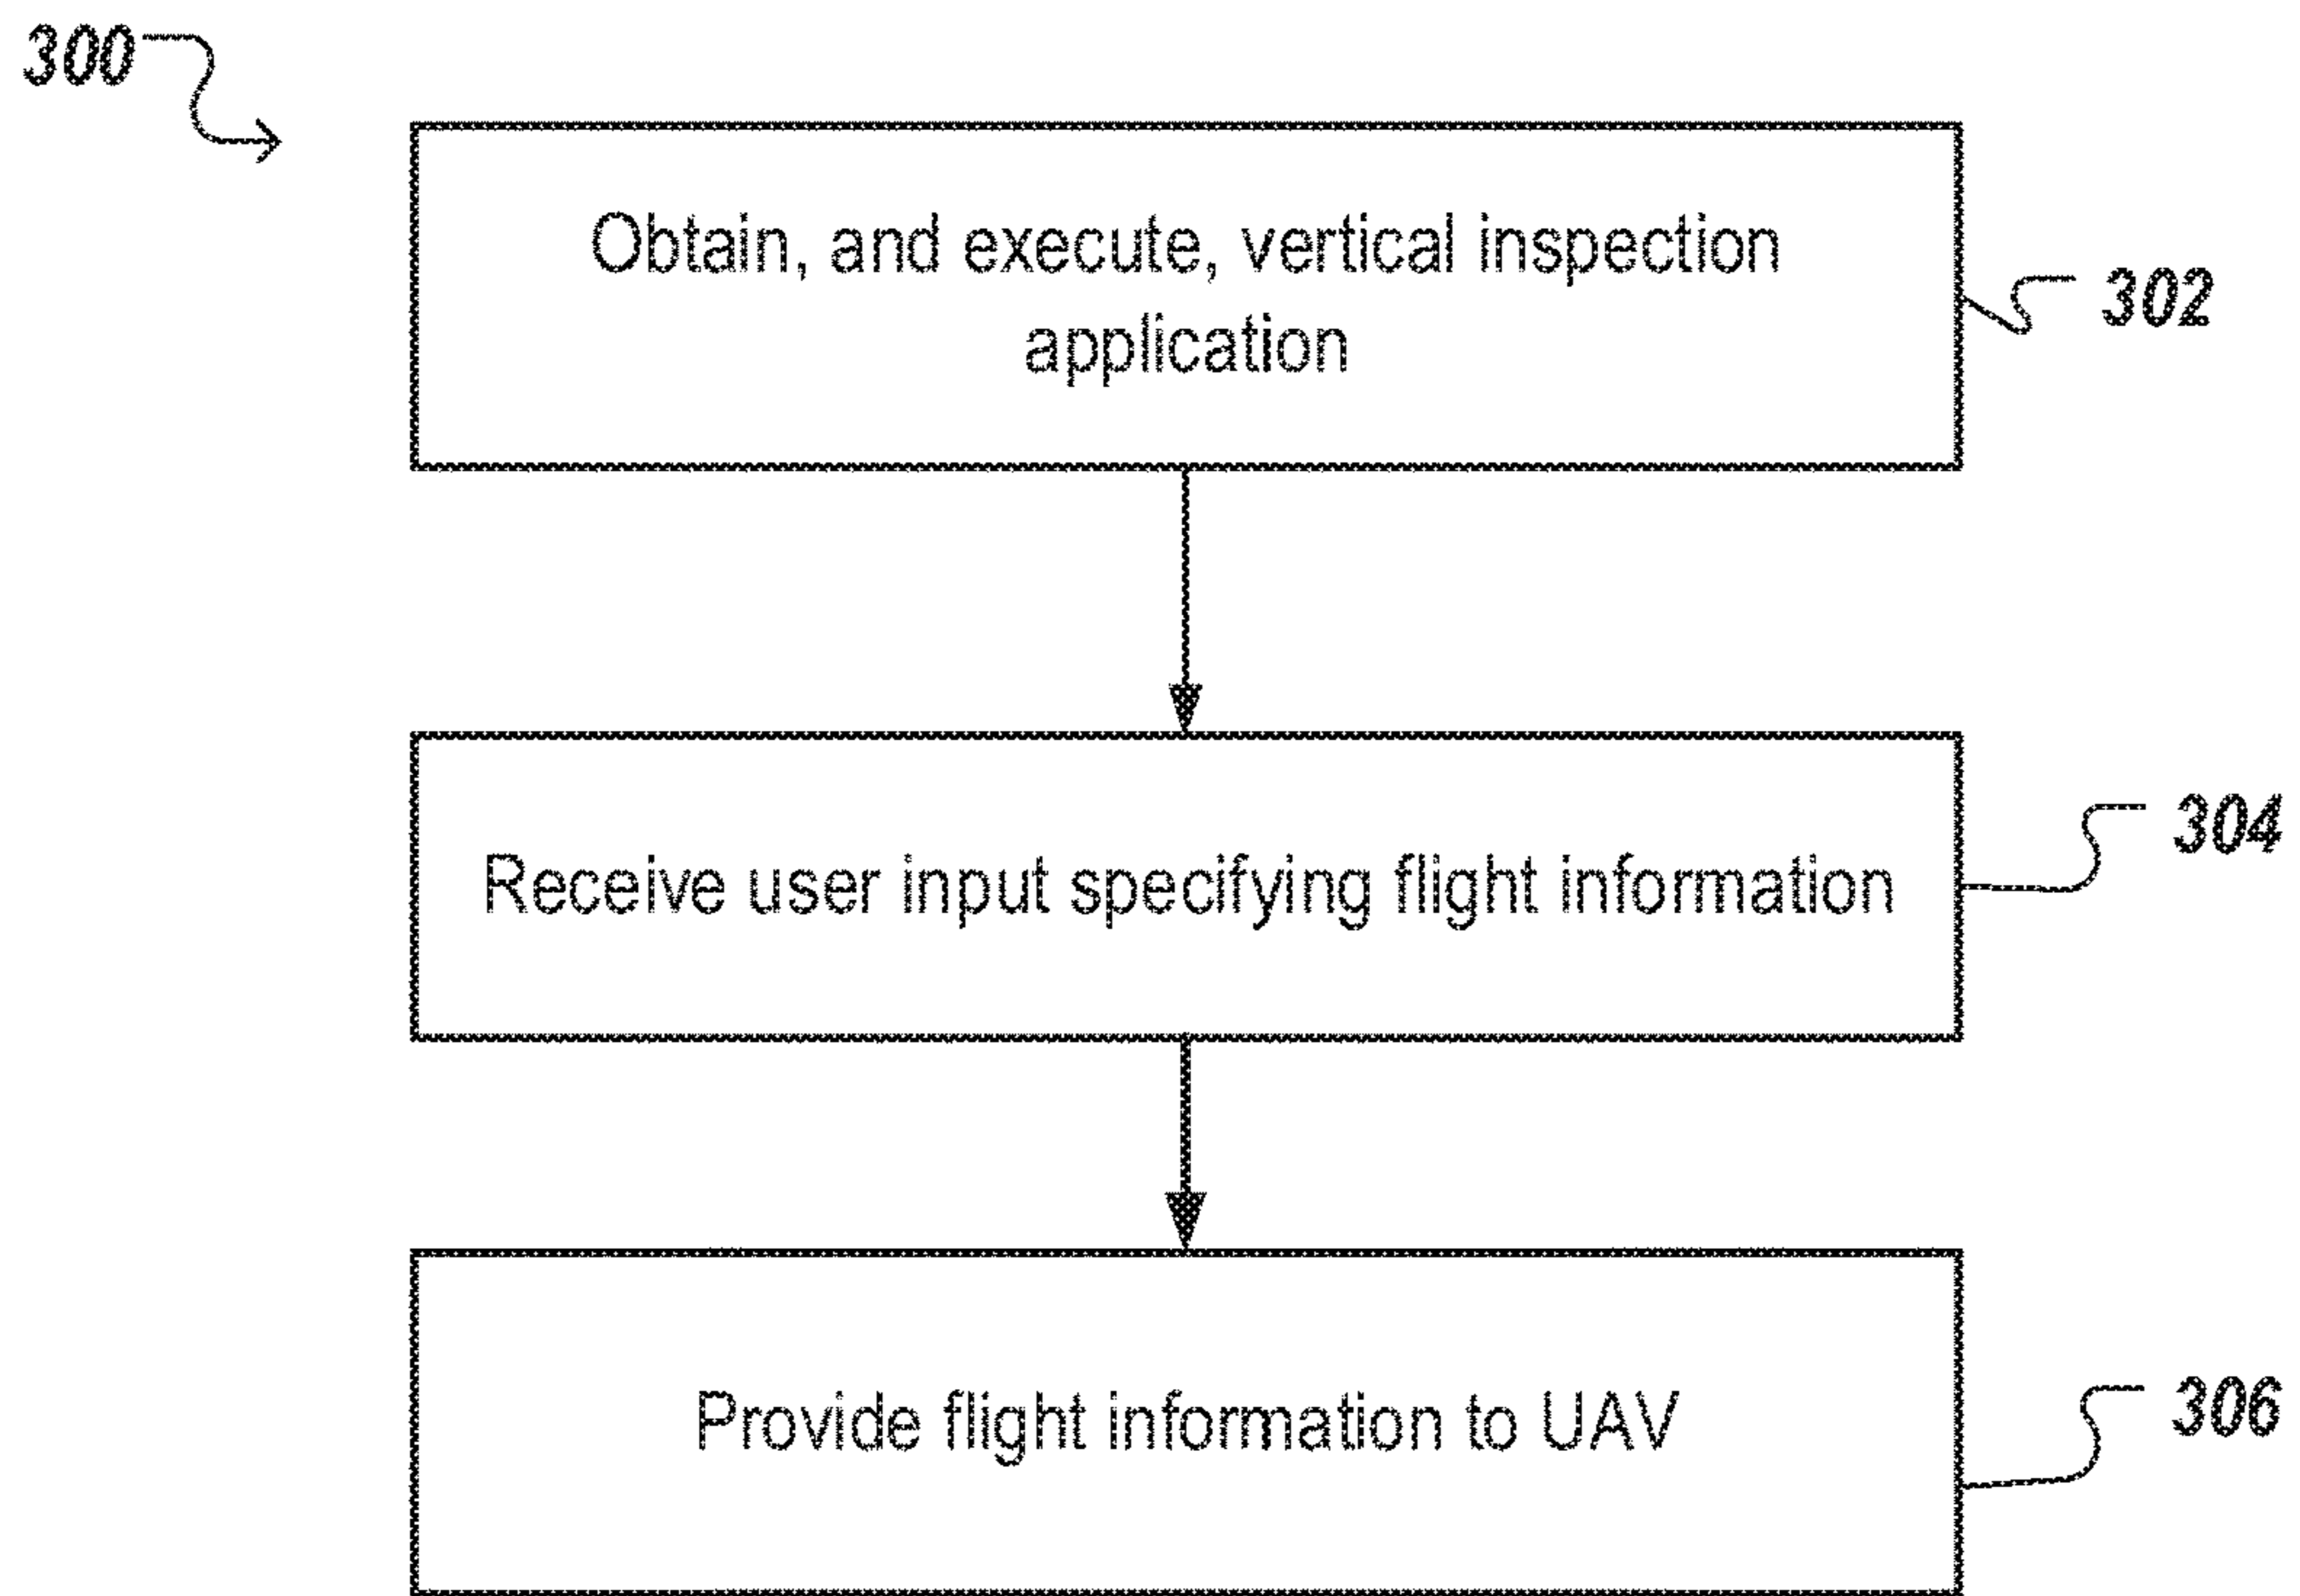 300
Obtain, and execute, vertical inspection
application
302
Receive user input specifying flight information
304
Provide flight information to UAV
306